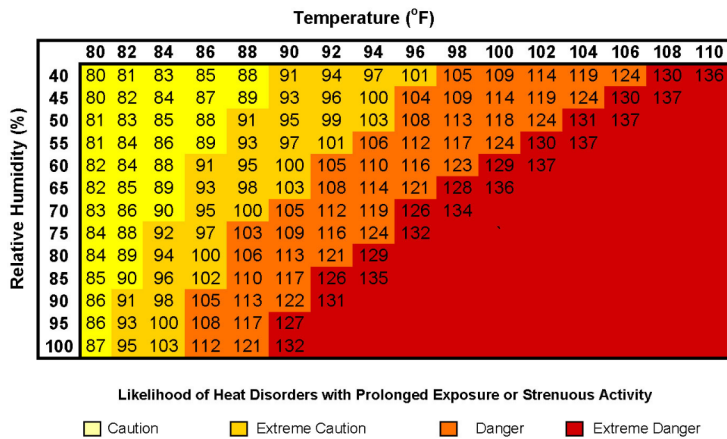 Temperature (°F)
80 82 84 86 88 90 92 94 96 98 100 102 104 106 108 110
Relative Humidity (%)
40 80 81 83 85 88 91 94 97 101 105 109 114 119 124 130 136
45 80 82 84 87 89 93 96 100 104 109 114 119 124 130 137
50 81 83 85 88 91 95 99 103 108 113 118 124 131 137
55 81 84 86 89 93 97 101 106 112 117 124 130 137
60 82 84 88 91 95 100 105 110 116 123 129 137
65 82 85 89 93 98 103 108 114 121 128 136
70 83 86 90 95 100 105 112 119 126 134
75 84 88 92 97 103 109 116 124 132
80 84 89 94 100 106 113 121 129
85 85 90 96 102 110 117 126 135
90 86 91 98 105 113 122 131
95 86 93 100 108 117 127
100 87 95 103 112 121 132
Likelihood of Heat Disorders with Prolonged Exposure or Strenuous Activity
Caution Extreme Caution Danger Extreme Danger